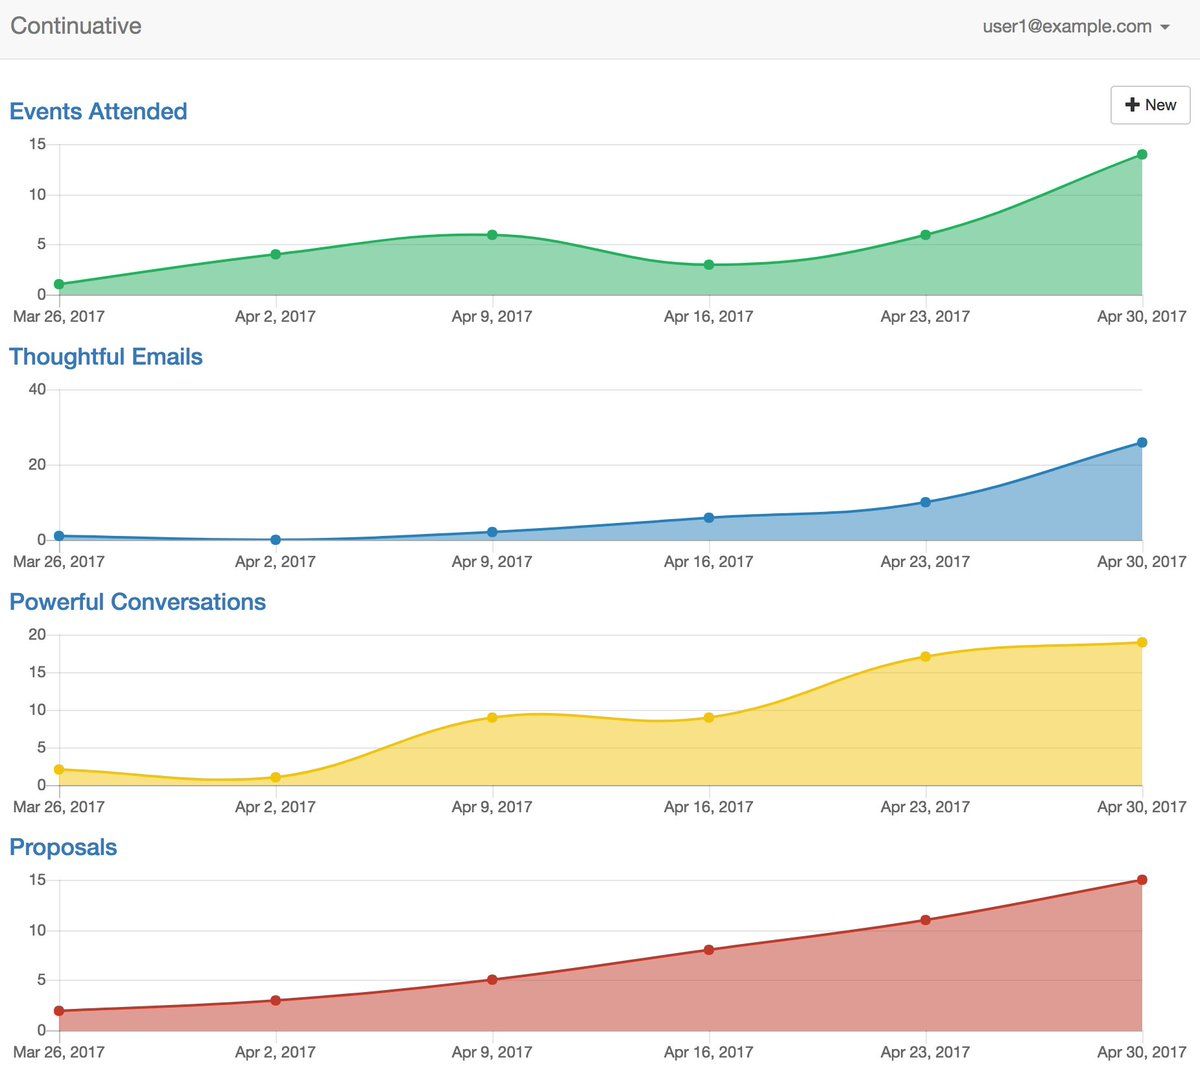 Continuative
user1@example.com
Events Attended
New
15
10
5
0
Mar 26, 2017 Apr 2, 2017 Apr 9, 2017 Apr 16, 2017 Apr 23, 2017 Apr 30, 2017
Thoughtful Emails
40
20
0
Mar 26, 2017 Apr 2, 2017 Apr 9, 2017 Apr 16, 2017 Apr 23, 2017 Apr 30, 2017
Powerful Conversations
20
15
10
5
0
Mar 26, 2017 Apr 2, 2017 Apr 9, 2017 Apr 16, 2017 Apr 23, 2017 Apr 30, 2017
Proposals
15
10
5
0
Mar 26, 2017 Apr 2, 2017 Apr 9, 2017 Apr 16, 2017 Apr 23, 2017 Apr 30, 2017